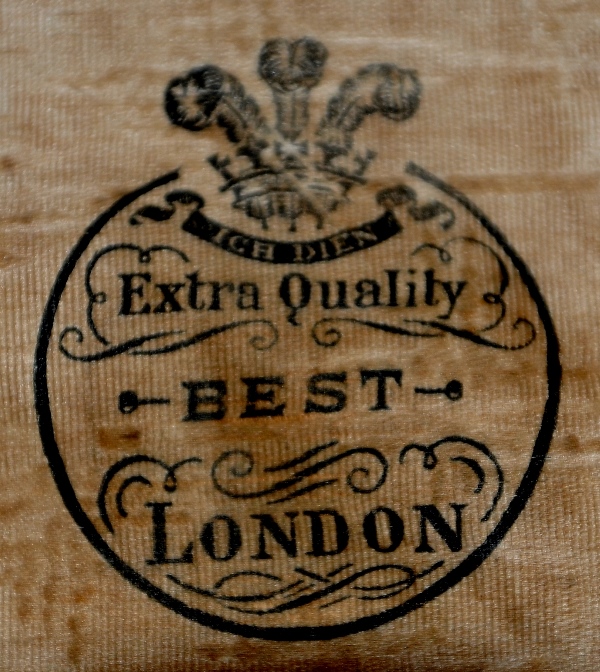 ICH DIEN
Extra Quality
BEST
LONDON